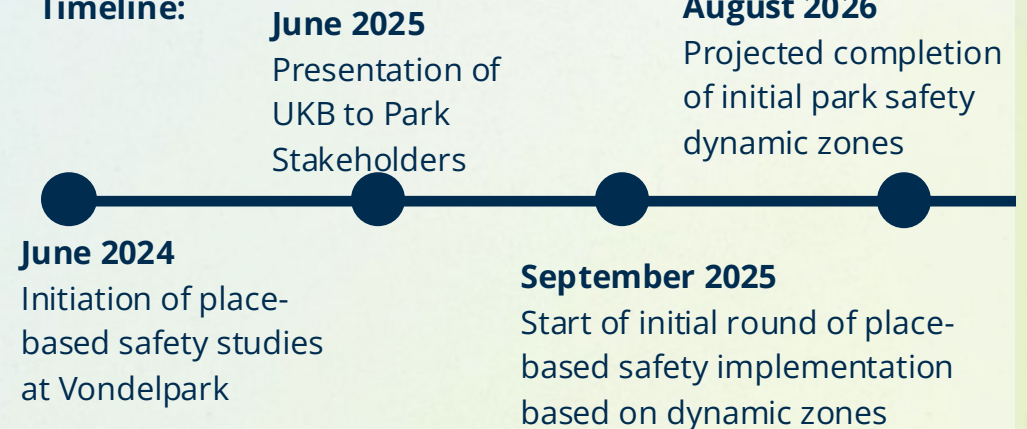 Timeline:
June 2025
Presentation of
UKB to Park
Stakeholders
August 2026
Projected completion
of initial park safety
dynamic zones
June 2024
Initiation of place-
based safety studies
at Vondelpark
September 2025
Start of initial round of place-
based safety implementation
based on dynamic zones